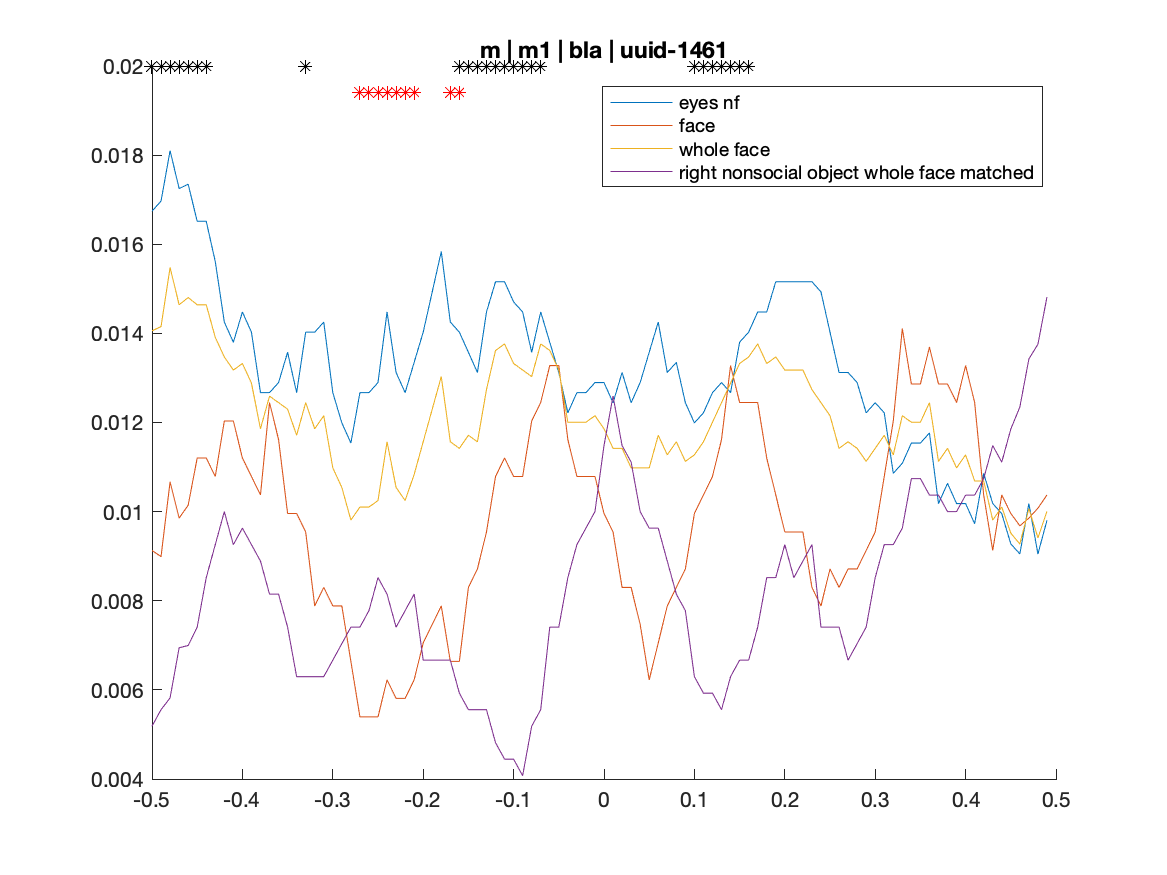 m | m1 | bla | uuid-1461
0.02
0.018
0.016
0.014
0.012
0.01
0.008
0.006
0.004
eyes nf
face
whole face
right nonsocial object whole face matched
-0.5 -0.4 -0.3 -0.2 -0.1 0 0.1 0.2 0.3 0.4 0.5